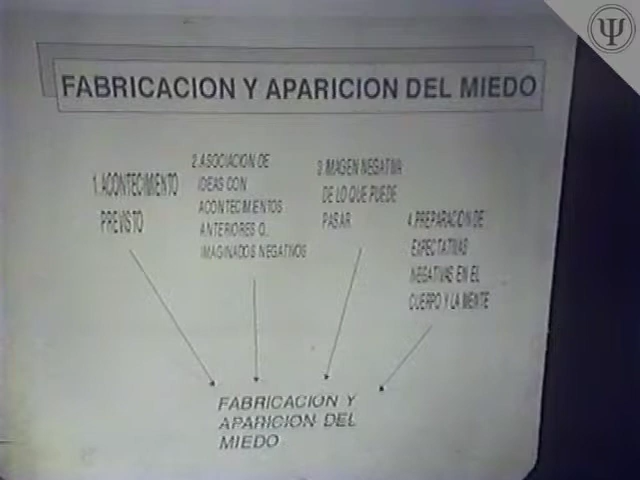 FABRICACION Y APARICION DEL MIEDO
1. ACONTECIMIENTO
PREVISTO
2. ASOCIACION DE
IDEAS CON
ACONTECIMIENTOS
ANTERIORES O
IMAGINADOS NEGATIVOS
3. IMAGEN NEGATIVA
DE LO QUE PUEDE
PASAR
4. PREPARACION DE
EXPECTATIVAS
NEGATIVAS EN EL
CUERPO Y LA MENTE
FABRICACION Y
APARICION DEL
MIEDO
Ψ